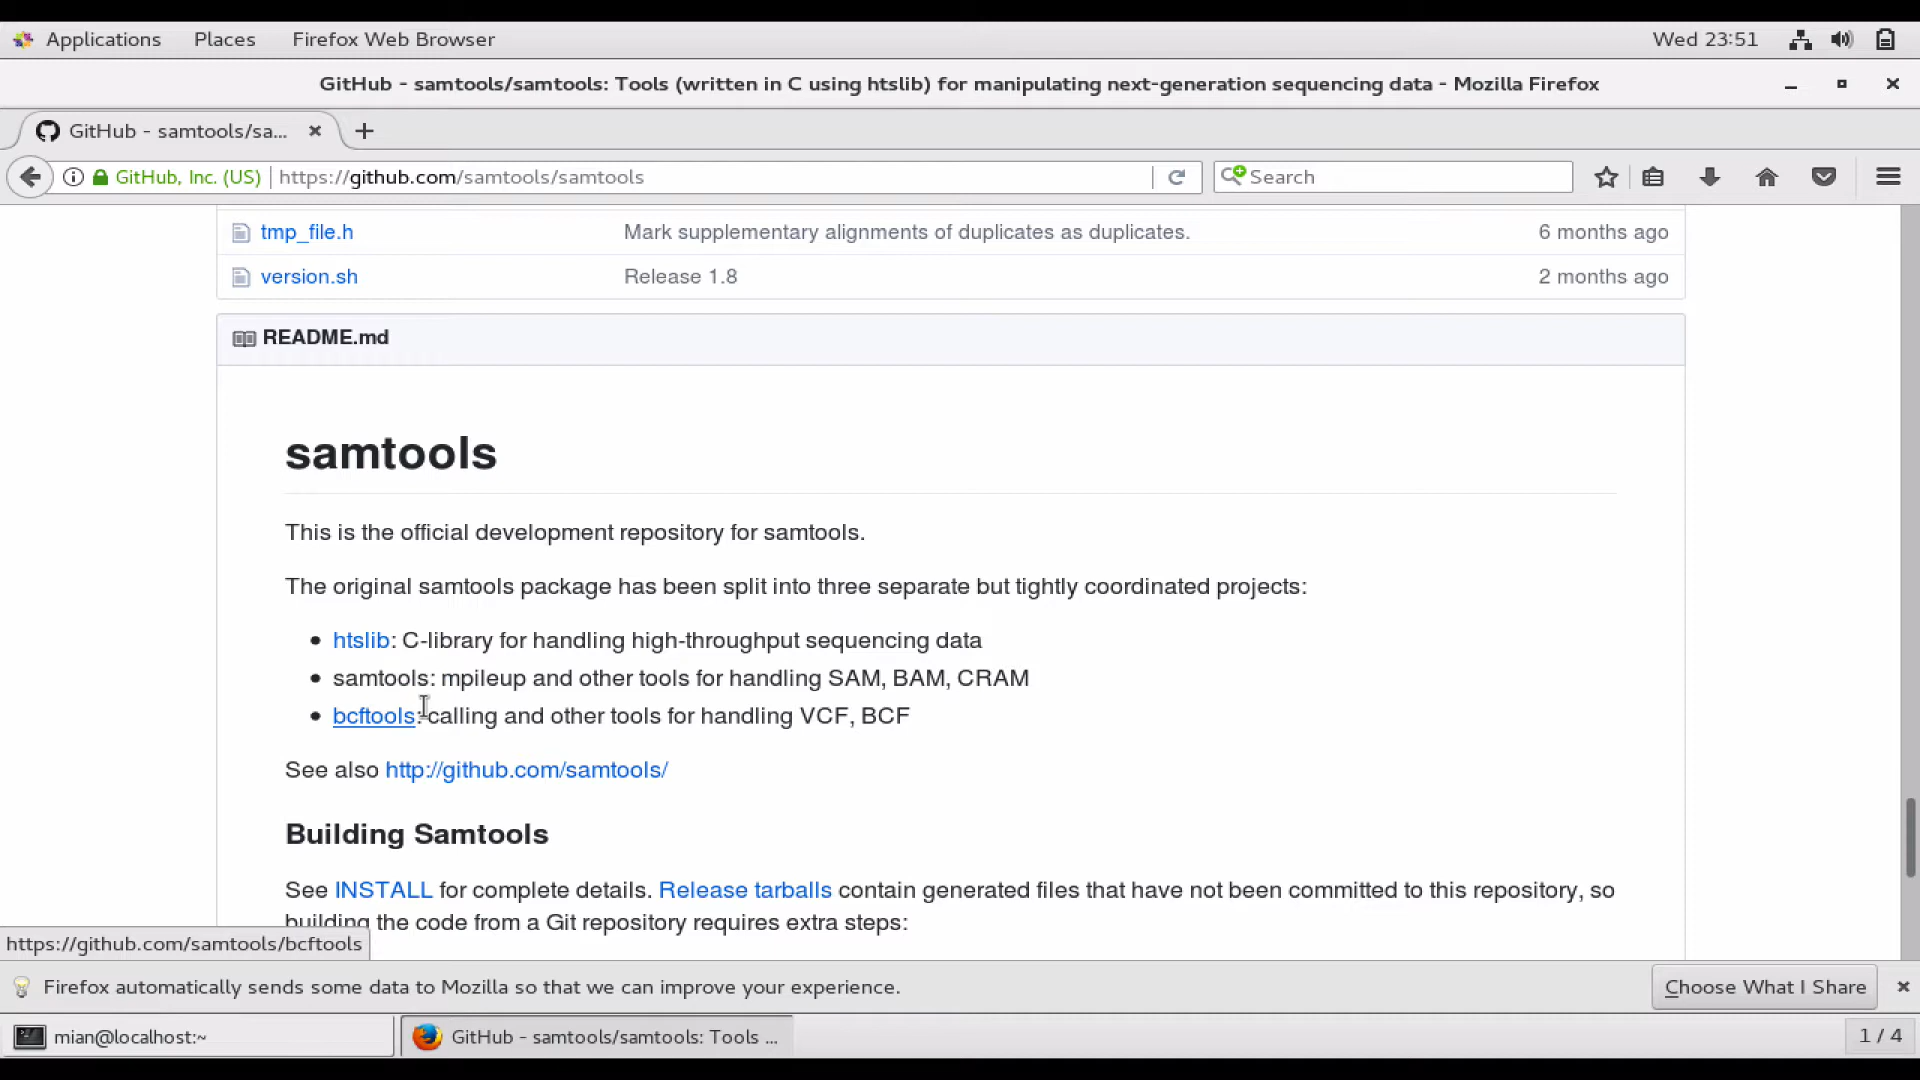 Applications Places Firefox Web Browser Wed 23:51
GitHub - samtools/samtools: Tools (written in C using htslib) for manipulating next-generation sequencing data - Mozilla Firefox
GitHub - samtools/sa...
GitHub, Inc. (US) https://github.com/samtools/samtools Search
tmp_file.h Mark supplementary alignments of duplicates as duplicates. 6 months ago
version.sh Release 1.8 2 months ago
README.md
samtools
This is the official development repository for samtools.
The original samtools package has been split into three separate but tightly coordinated projects:
• htslib: C-library for handling high-throughput sequencing data
• samtools: mpileup and other tools for handling SAM, BAM, CRAM
• bcftools: calling and other tools for handling VCF, BCF
See also http://github.com/samtools/
Building Samtools
See INSTALL for complete details. Release tarballs contain generated files that have not been committed to this repository, so
building the code from a Git repository requires extra steps:
https://github.com/samtools/bcftools
Firefox automatically sends some data to Mozilla so that we can improve your experience. Choose What I Share
mian@localhost:~ GitHub - samtools/samtools: Tools ... 1 / 4